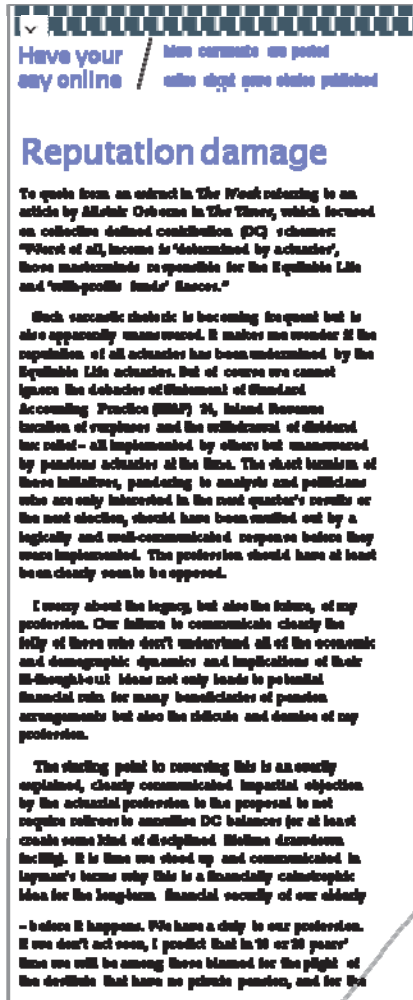 Have your
say online
More comments are posted
online about some stories published
Reputation damage
To quote from an extract in The Week referring to an
article by Alistair Osborne in The Times, which focused
on collective defined contribution (DC) schemes:
"Worst of all, income is 'determined by actuaries',
those masterminds responsible for the Equitable Life
and 'with-profits funds' fiascos."
Such sarcastic rhetoric is becoming frequent but is
also apparently unanswered. It makes me wonder if the
reputation of all actuaries has been undermined by the
Equitable Life actuaries. But of course we cannot
ignore the debacles of Statement of Standard
Accounting Practice (SSAP) 24, Inland Revenue
taxation of surpluses and the withdrawal of dividend
tax relief – all implemented by others but unanswered
by pensions actuaries at the time. The short termism of
these initiatives, pandering to analysts and politicians
who are only interested in the next quarter's results or
the next election, should have been snuffed out by a
logically and well-communicated response before they
were implemented. The profession should have at least
been clearly seen to be opposed.
I worry about the legacy, but also the future, of my
profession. Our failure to communicate clearly the
folly of those who don't understand all of the economic
and demographic dynamics and implications of their
ill-thought-out ideas not only leads to potential
financial ruin for many beneficiaries of pension
arrangements but also the ridicule and demise of my
profession.
The starting point to reversing this is an overtly
explained, clearly communicated impartial objection
by the actuarial profession to the proposal to not
require retirees to annuitise DC balances (or at least
create some kind of disciplined lifetime drawdown
facility). It is time we stood up and communicated in
layman's terms why this is a financially catastrophic
idea for the long-term financial security of our elderly
– before it happens. We have a duty to our profession.
If we don't act soon, I predict that in 10 or 20 years'
time we will be among those blamed for the plight of
the destitute that have no private pension, and for the